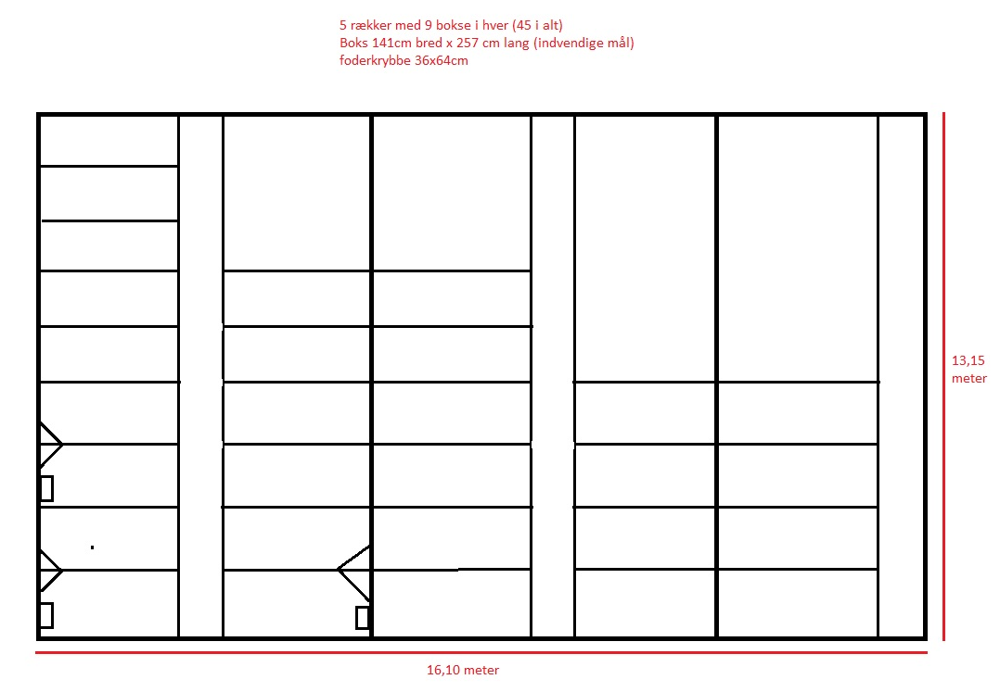 5 rækker med 9 bokse i hver (45 i alt)
Boks 141cm bred x 257 cm lang (indvendige mål)
foderkrybbe 36x64cm
13,15
meter
16,10 meter